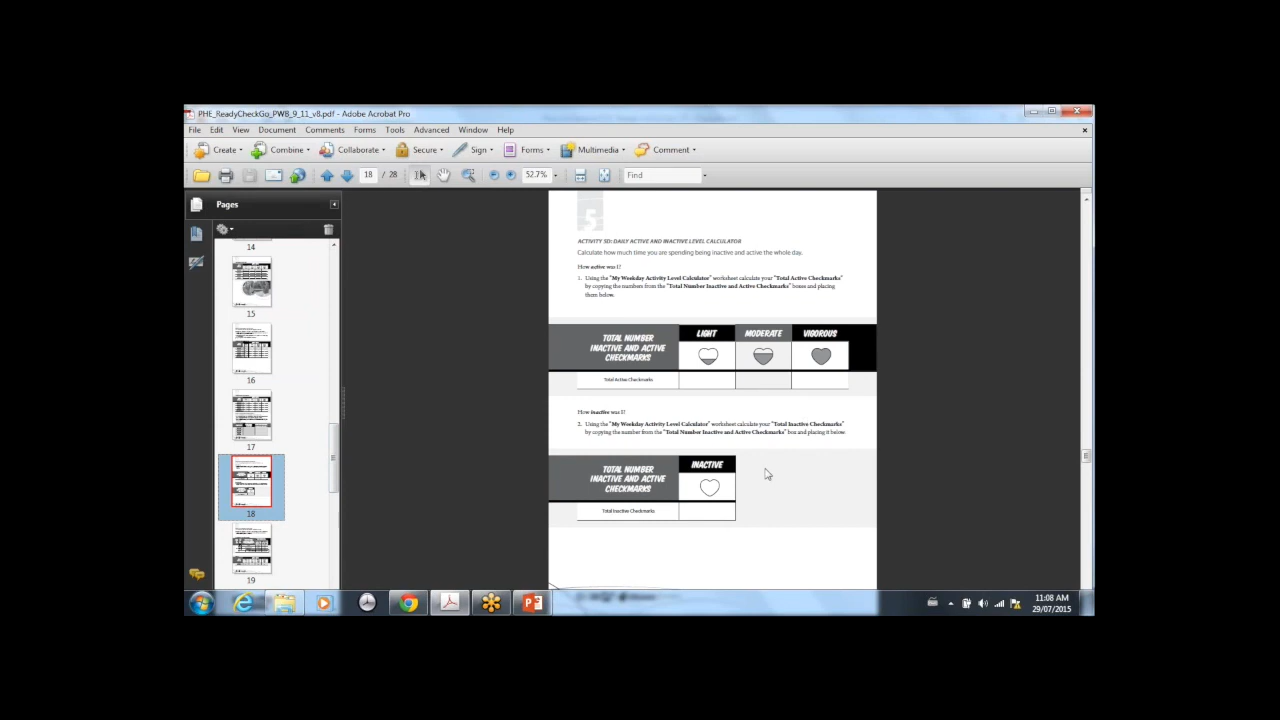 PHE_ReadyCheckGo_PWB_9_11_v8.pdf - Adobe Acrobat Pro
File Edit View Document Comments Forms Tools Advanced Window Help
Create Combine Collaborate Secure Sign Forms Multimedia Comment
18 / 28 52.7% Find
Pages
14
15
16
17
18
19
5
ACTIVITY 5D: DAILY ACTIVE AND INACTIVE LEVEL CALCULATOR
Calculate how much time you are spending being inactive and active the whole day.
How active was I?
1. Using the "My Weekday Activity Level Calculator" worksheet calculate your "Total Active Checkmarks"
by copying the numbers from the "Total Number Inactive and Active Checkmarks" boxes and placing
them below.
TOTAL NUMBER
INACTIVE AND ACTIVE
CHECKMARKS
LIGHT MODERATE VIGOROUS
Total Active Checkmarks
How inactive was I?
2. Using the "My Weekday Activity Level Calculator" worksheet calculate your "Total Inactive Checkmarks"
by copying the number from the "Total Number Inactive and Active Checkmarks" box and placing it below.
TOTAL NUMBER
INACTIVE AND ACTIVE
CHECKMARKS
INACTIVE
Total Inactive Checkmarks
11:08 AM
29/07/2015